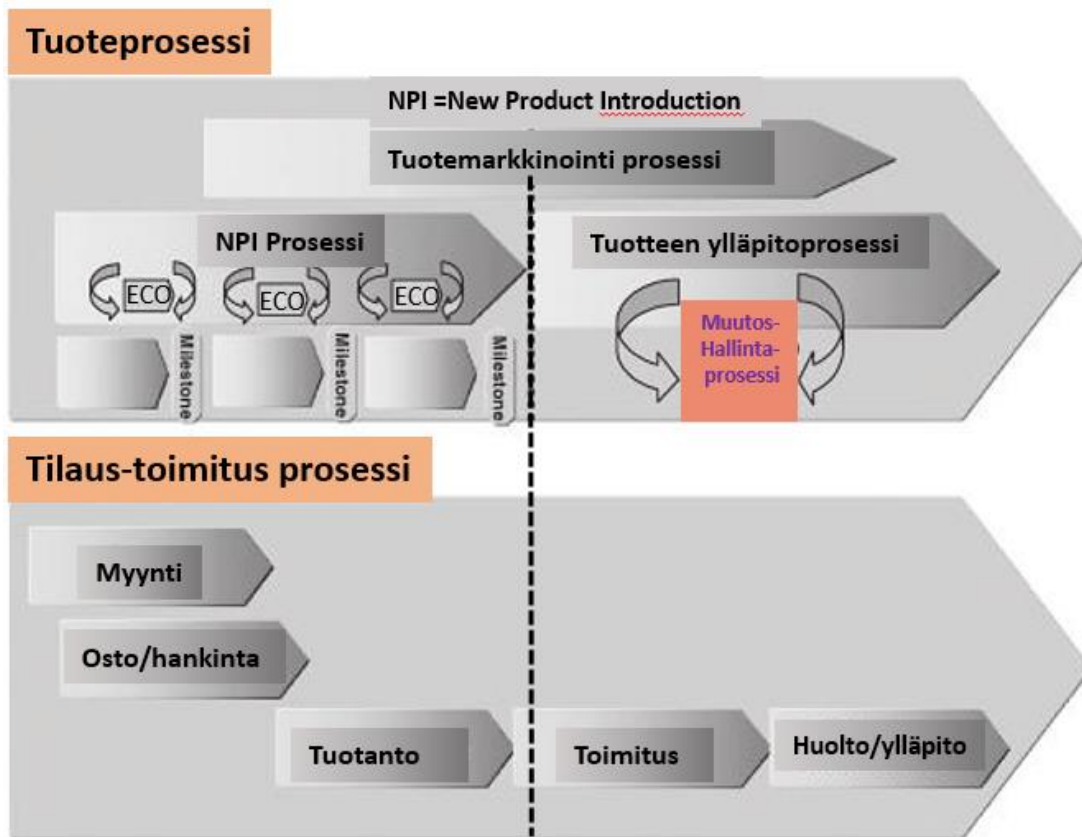 Tuoteprosessi
NPI =New Product Introduction
Tuotemarkkinointi prosessi
NPI Prosessi
Tuotteen ylläpitoprosessi
ECO
ECO
ECO
Muutos-
Hallinta-
prosessi
Milestone
Milestone
Milestone
Tilaus-toimitus prosessi
Myynti
Osto/hankinta
Tuotanto
Toimitus
Huolto/ylläpito